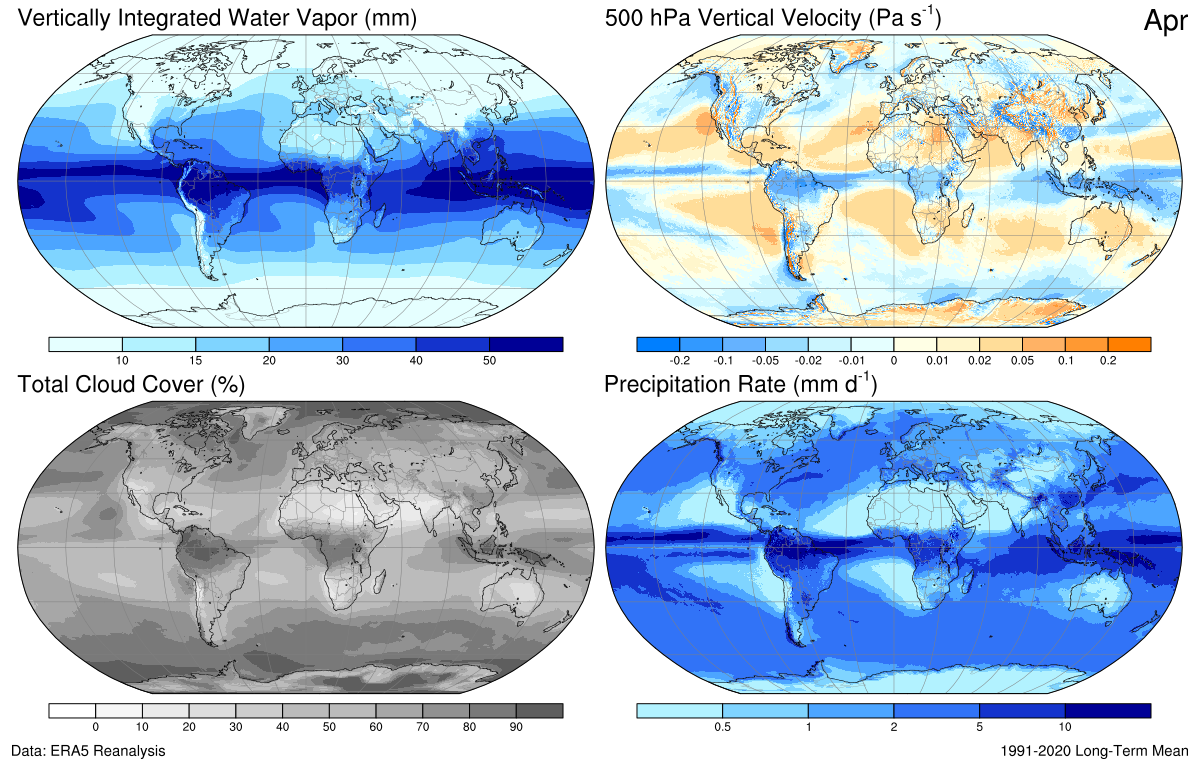 Vertically Integrated Water Vapor (mm)
500 hPa Vertical Velocity (Pa s-1)
Apr
10 15 20 30 40 50
-0.2 -0.1 -0.05 -0.02 -0.01 0 0.01 0.02 0.05 0.1 0.2
Total Cloud Cover (%)
Precipitation Rate (mm d-1)
0 10 20 30 40 50 60 70 80 90
0.5 1 2 5 10
Data: ERA5 Reanalysis
1991-2020 Long-Term Mean